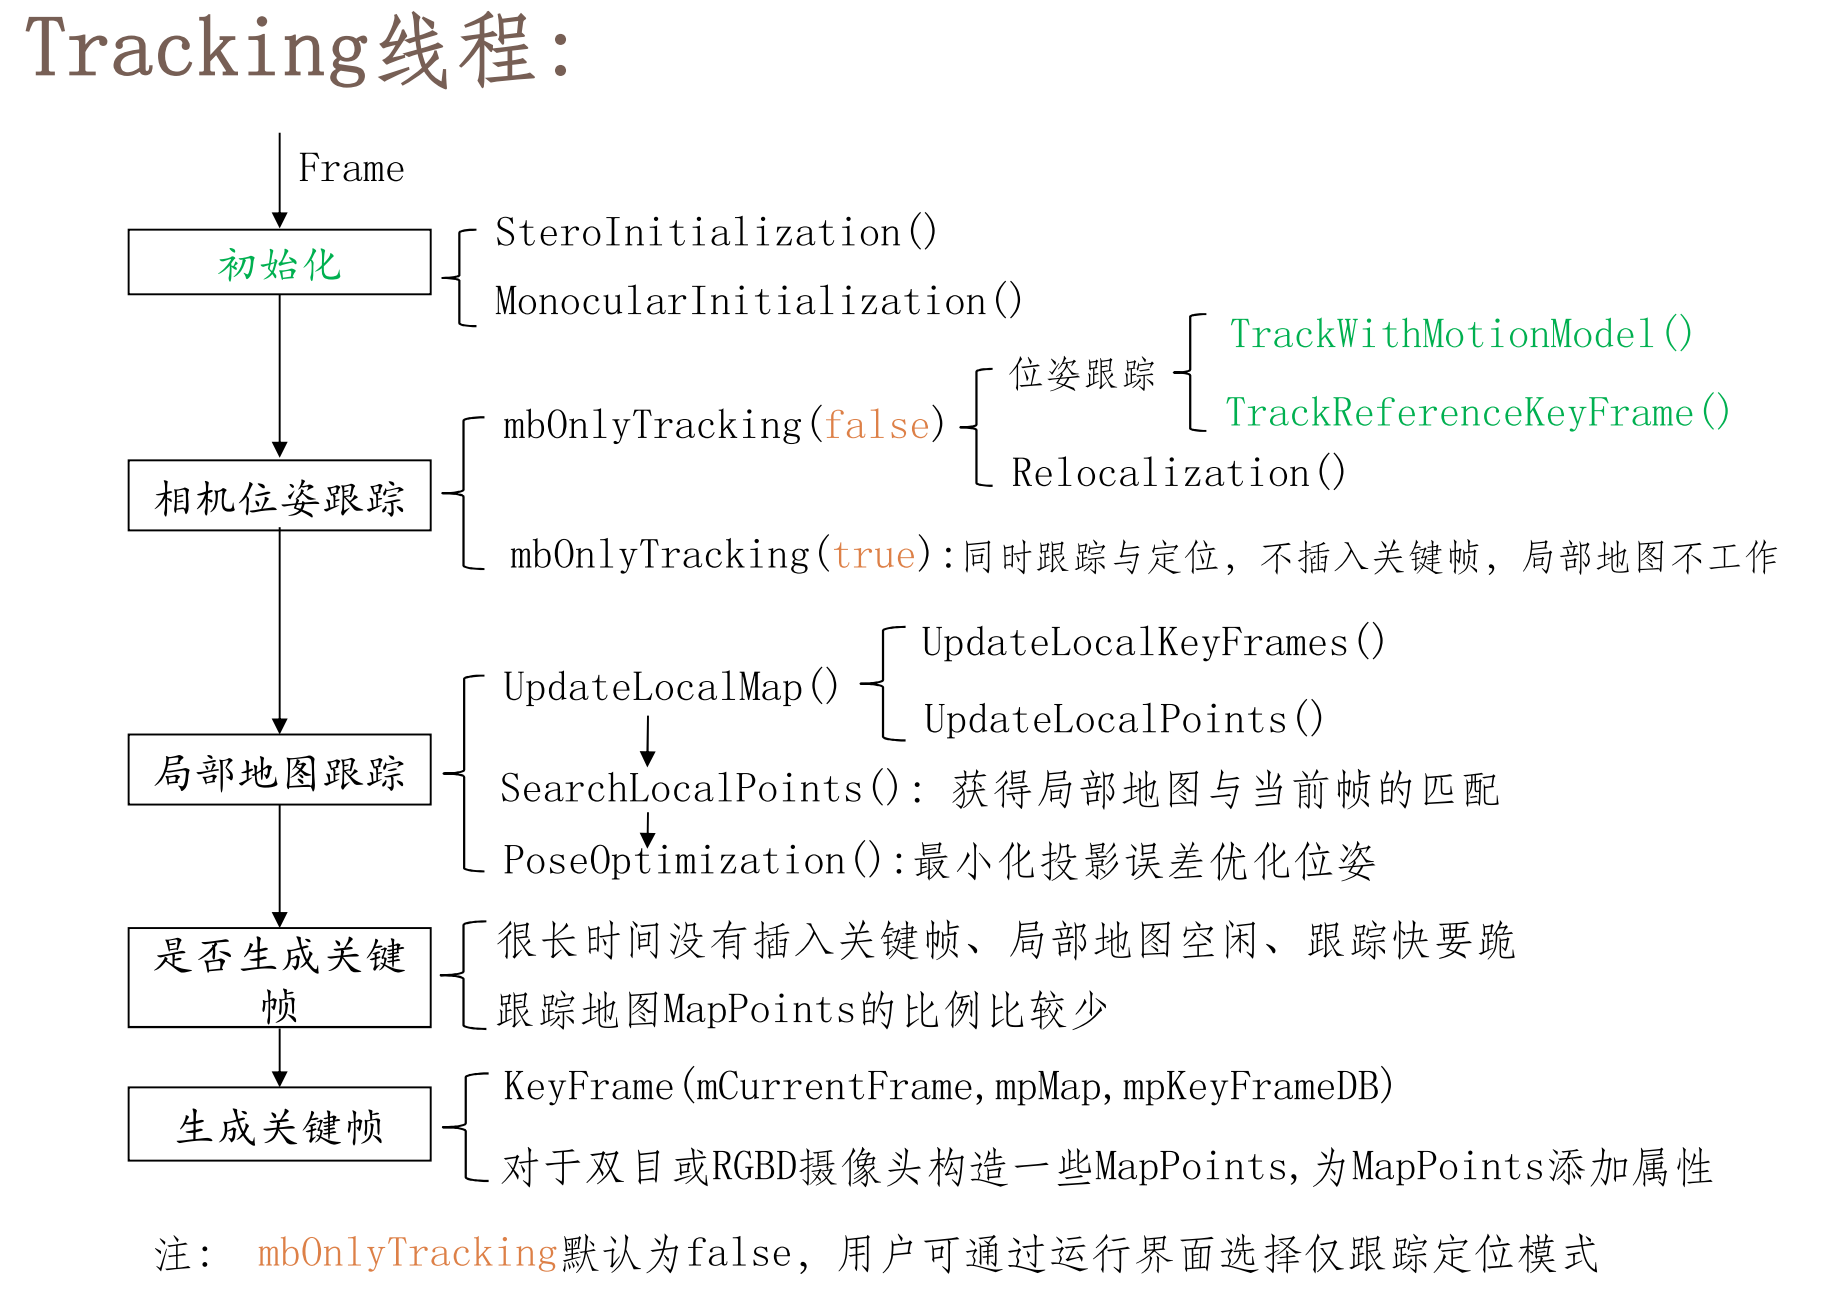 Tracking线程:
Frame
初始化
SteroInitialization()
MonocularInitialization()
相机位姿跟踪
mbOnlyTracking(false)
位姿跟踪
TrackWithMotionModel()
TrackReferenceKeyFrame()
Relocalization()
mbOnlyTracking(true):同时跟踪与定位，不插入关键帧，局部地图不工作
局部地图跟踪
UpdateLocalMap()
UpdateLocalKeyFrames()
UpdateLocalPoints()
SearchLocalPoints(): 获得局部地图与当前帧的匹配
PoseOptimization():最小化投影误差优化位姿
是否生成关键
帧
很长时间没有插入关键帧、局部地图空闲、跟踪快要跪
跟踪地图MapPoints的比例比较少
生成关键帧
KeyFrame(mCurrentFrame,mpMap,mpKeyFrameDB)
对于双目或RGBD摄像头构造一些MapPoints,为MapPoints添加属性
注: mbOnlyTracking默认为false，用户可通过运行界面选择仅跟踪定位模式